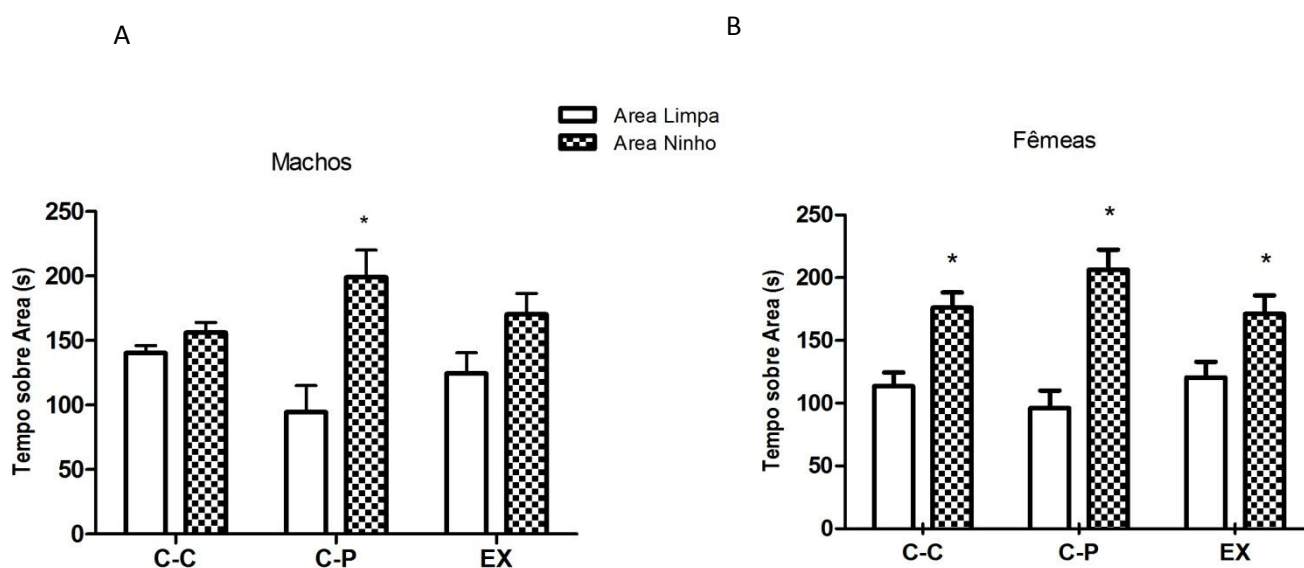 A
B
Area Limpa
Area Ninho
Machos
Fêmeas
250
200
150
100
50
0
Tempo sobre Area (s)
*
C-C
C-P
EX
250
200
150
100
50
0
Tempo sobre Area (s)
*
*
*
C-C
C-P
EX